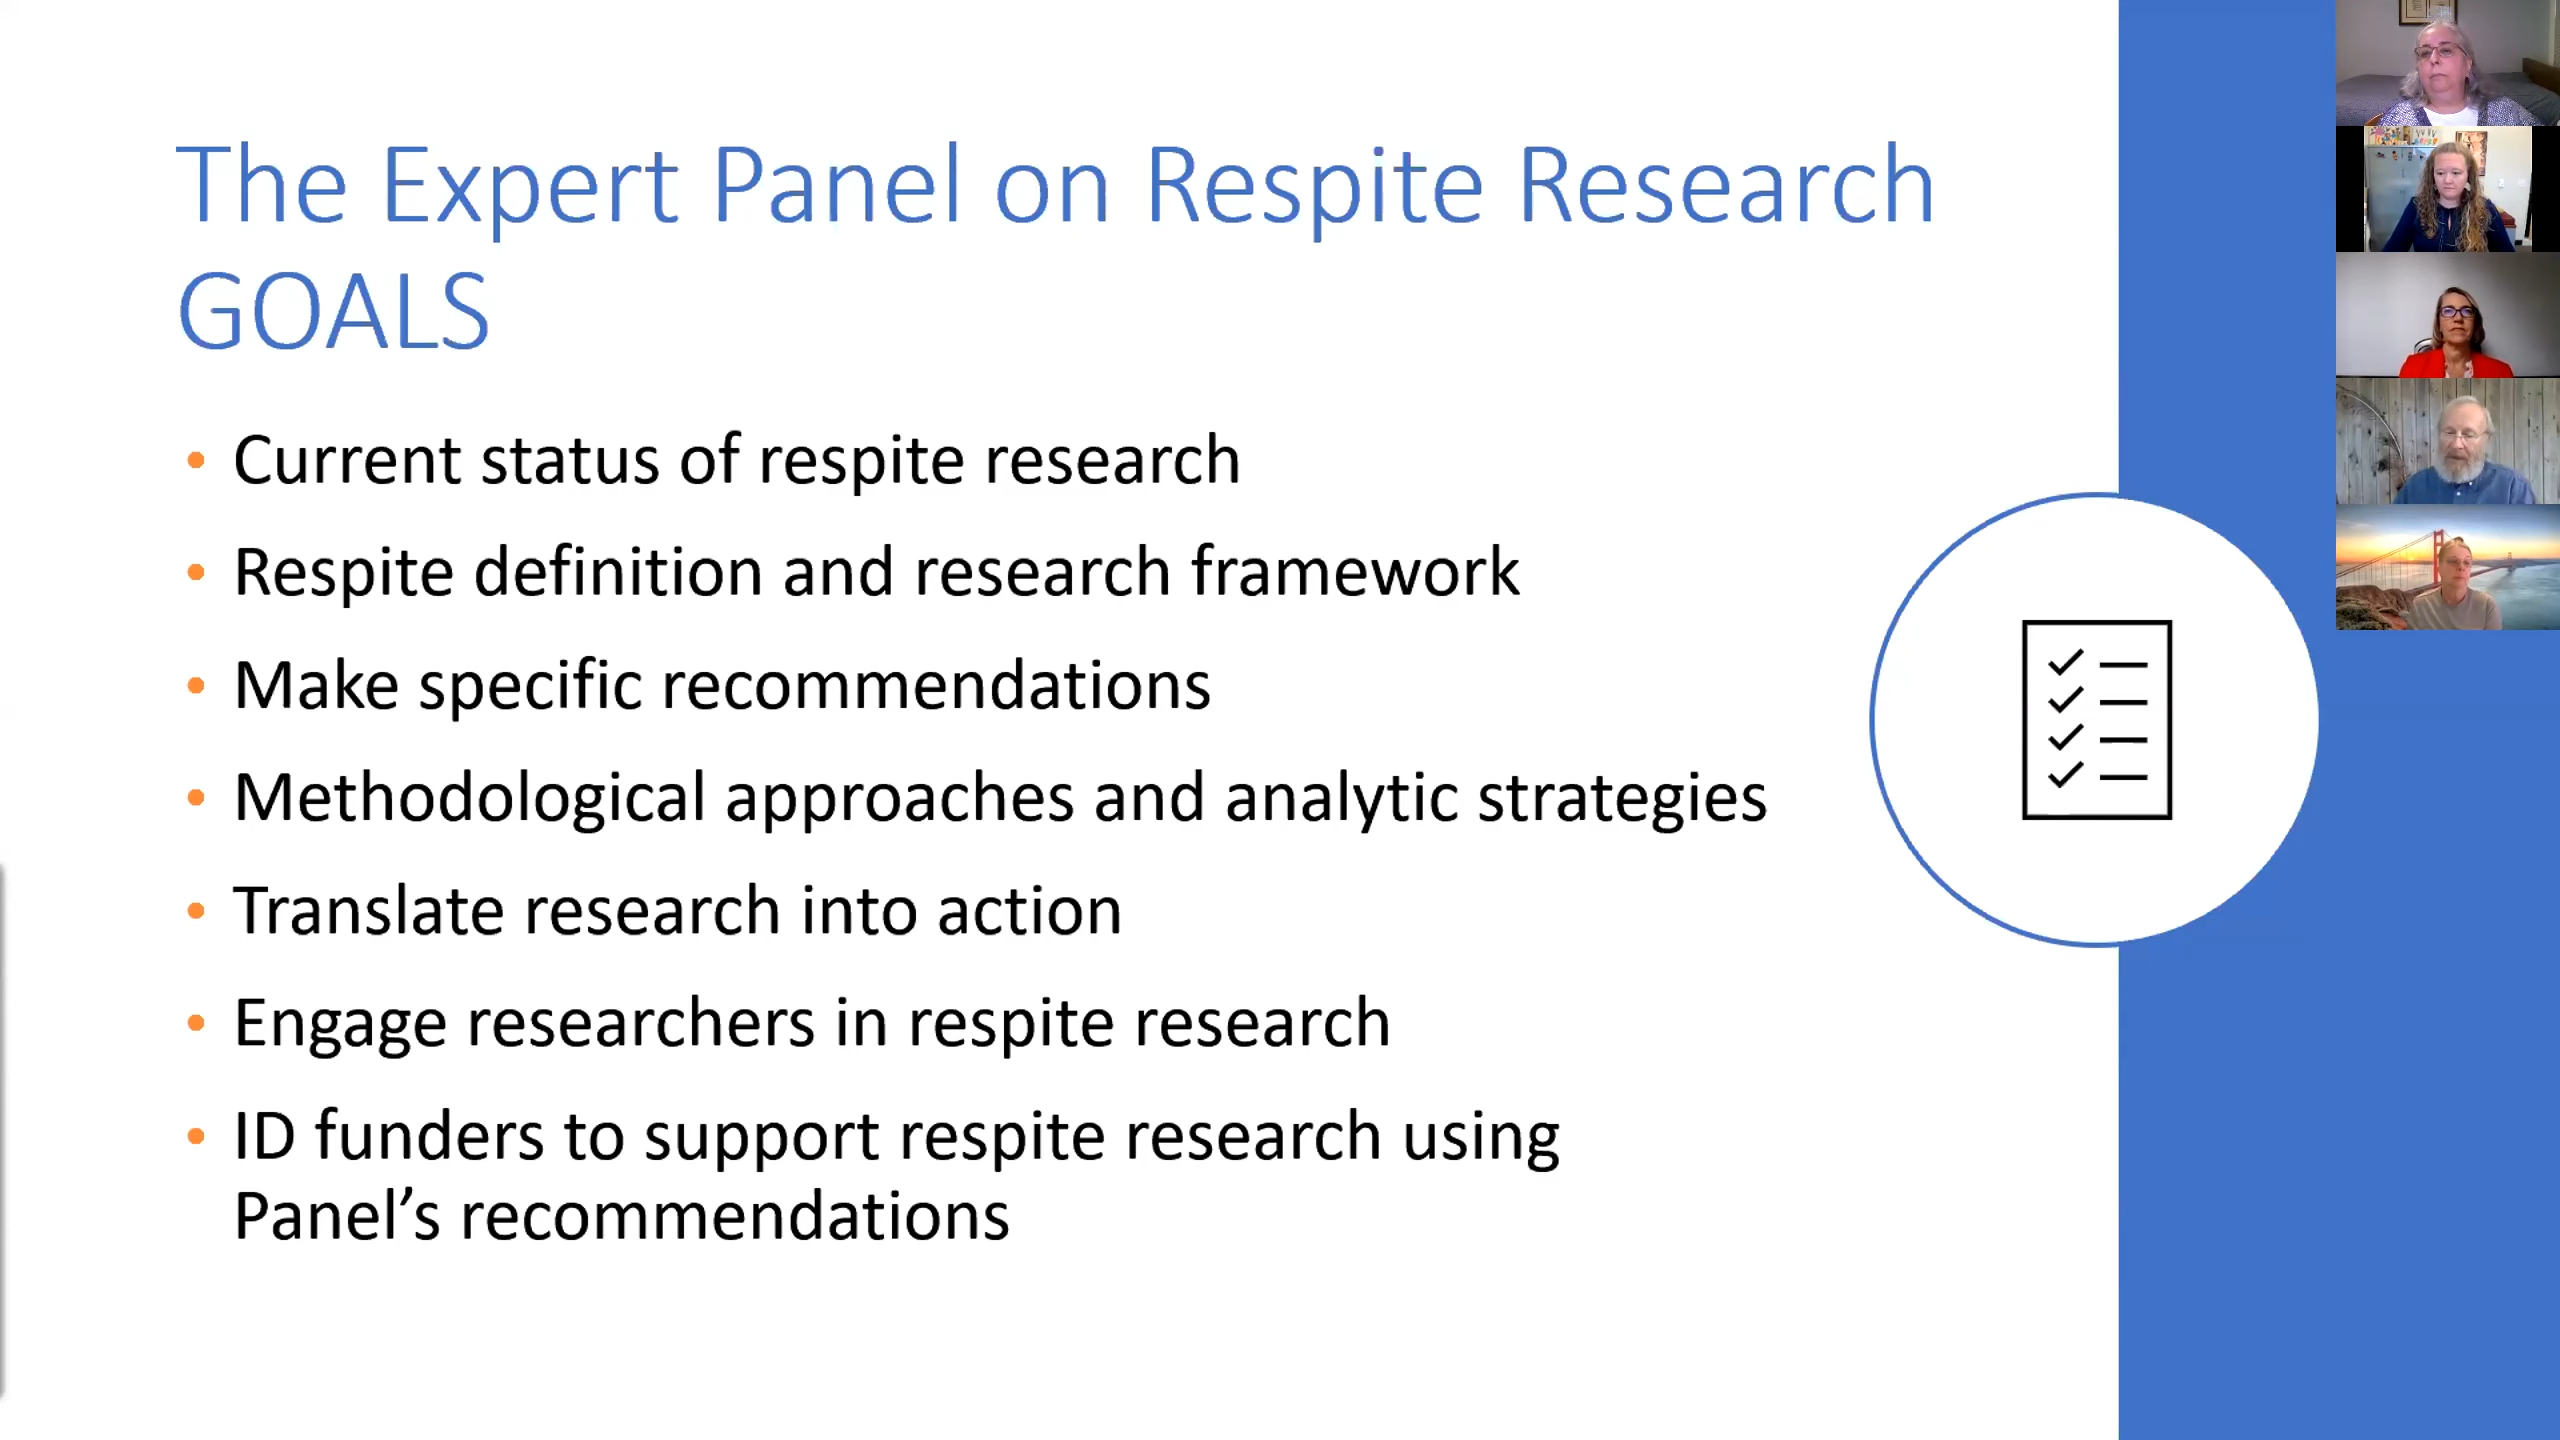 The Expert Panel on Respite Research
GOALS
• Current status of respite research
• Respite definition and research framework
• Make specific recommendations
• Methodological approaches and analytic strategies
• Translate research into action
• Engage researchers in respite research
• ID funders to support respite research using
Panel’s recommendations